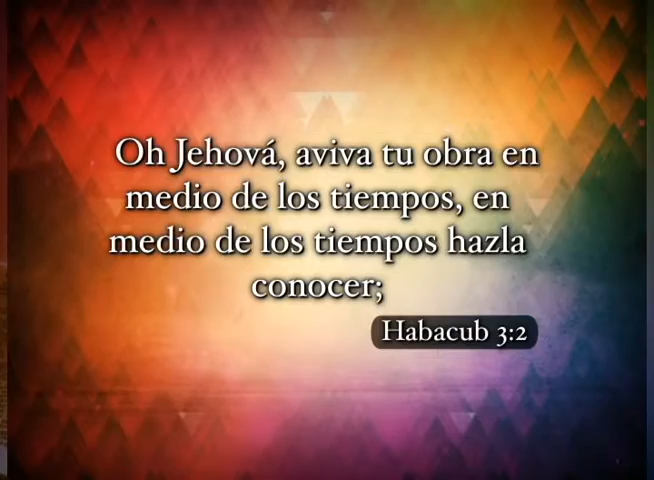 Oh Jehová, aviva tu obra en
medio de los tiempos, en
medio de los tiempos hazla
conocer;
Habacub 3:2